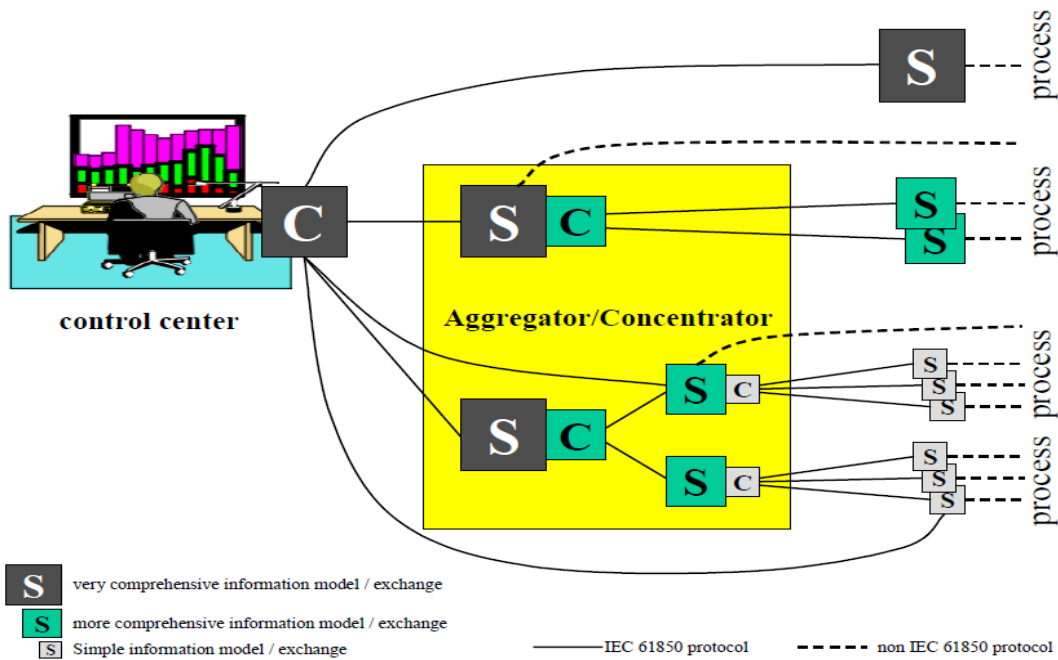 process
S
S
C
S
process
C
S
control center
Aggregator/Concentrator
S
S
C
S
S
process
S
C
S
S
C
S
S
process
S
very comprehensive information model / exchange
S
more comprehensive information model / exchange
S
Simple information model / exchange
IEC 61850 protocol
non IEC 61850 protocol